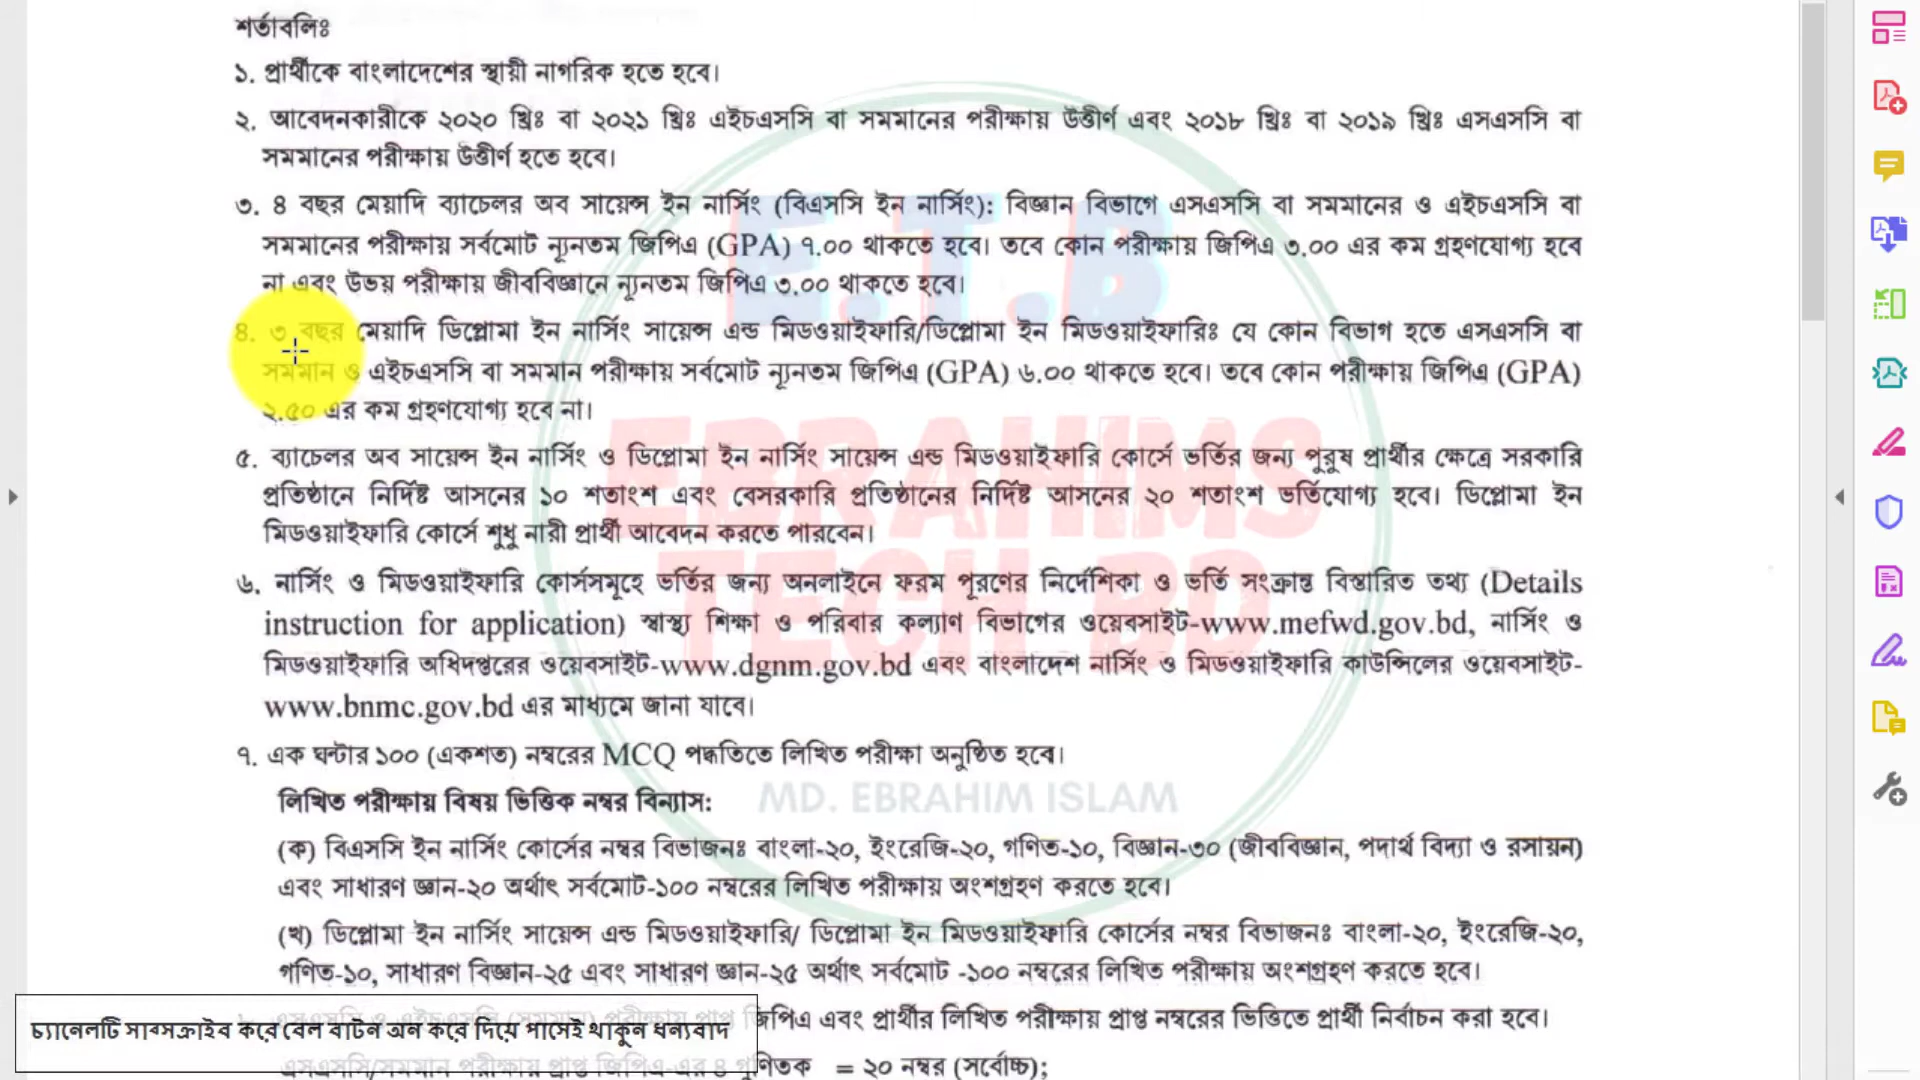 শর্তাবলিঃ
১. প্রার্থীকে বাংলাদেশের স্থায়ী নাগরিক হতে হবে।
২. আবেদনকারীকে ২০২০ খ্রিঃ বা ২০২১ খ্রিঃ এইচএসসি বা সমমানের পরীক্ষায় উত্তীর্ণ এবং ২০১৮ খ্রিঃ বা ২০১৯ খ্রিঃ এসএসসি বা
সমমানের পরীক্ষায় উত্তীর্ণ হতে হবে।
৩. ৪ বছর মেয়াদি ব্যাচেলর অব সায়েন্স ইন নার্সিং (বিএসসি ইন নার্সিং): বিজ্ঞান বিভাগে এসএসসি বা সমমানের ও এইচএসসি বা
সমমানের পরীক্ষায় সর্বমোট ন্যূনতম জিপিএ (GPA) ৭.০০ থাকতে হবে। তবে কোন পরীক্ষায় জিপিএ ৩.০০ এর কম গ্রহণযোগ্য হবে
না এবং উভয় পরীক্ষায় জীববিজ্ঞানে ন্যূনতম জিপিএ ৩.০০ থাকতে হবে।
৪. ৩ বছর মেয়াদি ডিপ্লোমা ইন নার্সিং সায়েন্স এন্ড মিডওয়াইফারি/ডিপ্লোমা ইন মিডওয়াইফারিঃ যে কোন বিভাগ হতে এসএসসি বা
সমমান ও এইচএসসি বা সমমান পরীক্ষায় সর্বমোট ন্যূনতম জিপিএ (GPA) ৬.০০ থাকতে হবে। তবে কোন পরীক্ষায় জিপিএ (GPA)
২.৫০ এর কম গ্রহণযোগ্য হবে না।
৫. ব্যাচেলর অব সায়েন্স ইন নার্সিং ও ডিপ্লোমা ইন নার্সিং সায়েন্স এন্ড মিডওয়াইফারি কোর্সে ভর্তির জন্য পুরুষ প্রার্থীর ক্ষেত্রে সরকারি
প্রতিষ্ঠানে নির্দিষ্ট আসনের ১০ শতাংশ এবং বেসরকারি প্রতিষ্ঠানের নির্দিষ্ট আসনের ২০ শতাংশ ভর্তিযোগ্য হবে। ডিপ্লোমা ইন
মিডওয়াইফারি কোর্সে শুধু নারী প্রার্থী আবেদন করতে পারবেন।
৬. নার্সিং ও মিডওয়াইফারি কোর্সসমূহে ভর্তির জন্য অনলাইনে ফরম পূরণের নির্দেশিকা ও ভর্তি সংক্রান্ত বিস্তারিত তথ্য (Details
instruction for application) স্বাস্থ্য শিক্ষা ও পরিবার কল্যাণ বিভাগের ওয়েবসাইট-www.mefwd.gov.bd, নার্সিং ও
মিডওয়াইফারি অধিদপ্তরের ওয়েবসাইট-www.dgnm.gov.bd এবং বাংলাদেশ নার্সিং ও মিডওয়াইফারি কাউন্সিলের ওয়েবসাইট-
www.bnmc.gov.bd এর মাধ্যমে জানা যাবে।
৭. এক ঘন্টার ১০০ (একশত) নম্বরের MCQ পদ্ধতিতে লিখিত পরীক্ষা অনুষ্ঠিত হবে।
লিখিত পরীক্ষায় বিষয় ভিত্তিক নম্বর বিন্যাস:
(ক) বিএসসি ইন নার্সিং কোর্সের নম্বর বিভাজনঃ বাংলা-২০, ইংরেজি-২০, গণিত-১০, বিজ্ঞান-৩০ (জীববিজ্ঞান, পদার্থ বিদ্যা ও রসায়ন)
এবং সাধারণ জ্ঞান-২০ অর্থাৎ সর্বমোট-১০০ নম্বরের লিখিত পরীক্ষায় অংশগ্রহণ করতে হবে।
(খ) ডিপ্লোমা ইন নার্সিং সায়েন্স এন্ড মিডওয়াইফারি/ ডিপ্লোমা ইন মিডওয়াইফারি কোর্সের নম্বর বিভাজনঃ বাংলা-২০, ইংরেজি-২০,
গণিত-১০, সাধারণ বিজ্ঞান-২৫ এবং সাধারণ জ্ঞান-২৫ অর্থাৎ সর্বমোট -১০০ নম্বরের লিখিত পরীক্ষায় অংশগ্রহণ করতে হবে।
এসএসসি ও এইচএসসি (সমমান) পরীক্ষায় প্রাপ্ত জিপিএ এবং প্রার্থীর লিখিত পরীক্ষায় প্রাপ্ত নম্বরের ভিত্তিতে প্রার্থী নির্বাচন করা হবে।
এসএসসি/সমমান পরীক্ষায় প্রাপ্ত জিপিএ-এর ৪ গুণিতক = ২০ নম্বর (সর্বোচ্চ);
চ্যানেলটি সাবসক্রাইব করে বেল বাটন অন করে দিয়ে পাসেই থাকুন ধন্যবাদ
E.T.B
EBRAHIMS
TECH BD
MD. EBRAHIM ISLAM